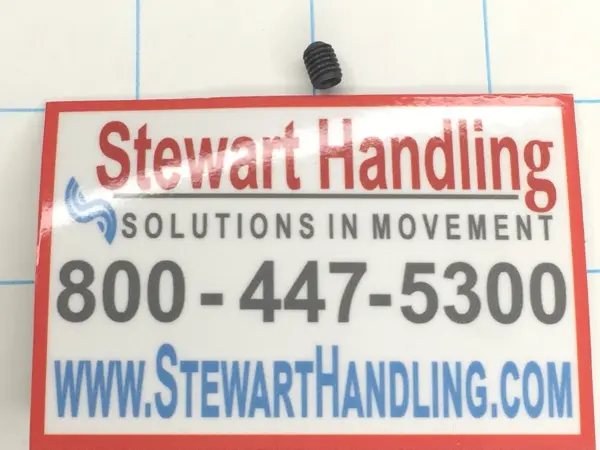 Stewart Handling
SOLUTIONS IN MOVEMENT
800-447-5300
WWW.STEWARTHANDLING.COM